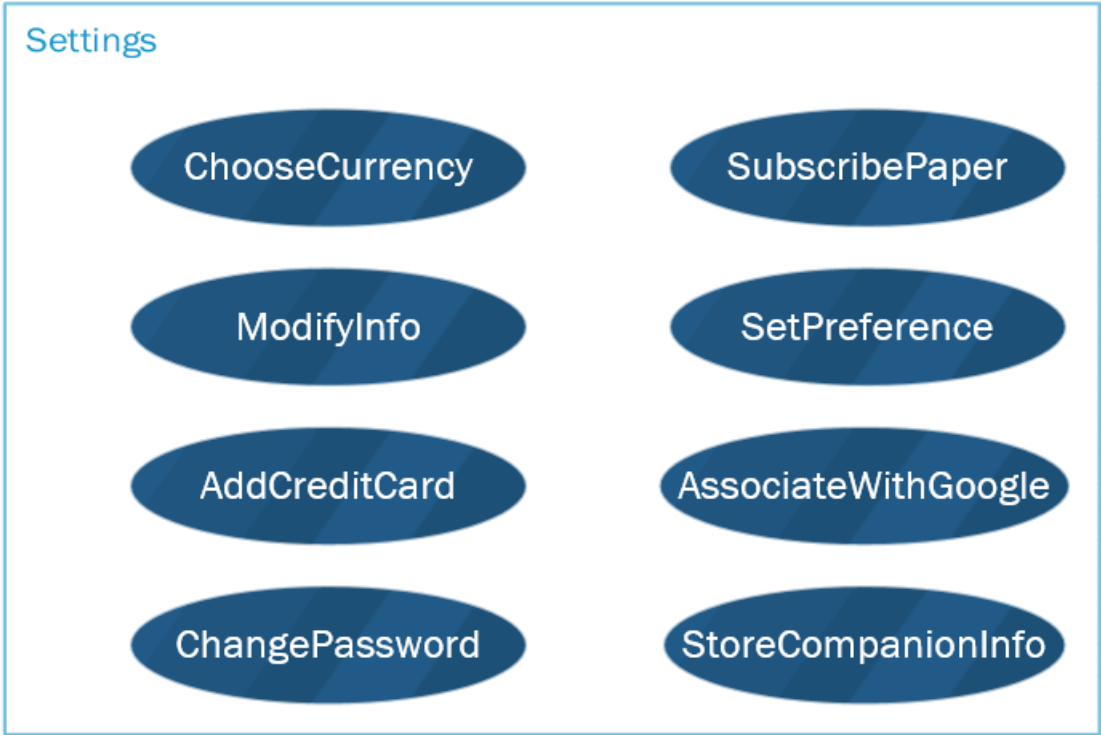 Settings
ChooseCurrency
SubscribePaper
ModifyInfo
SetPreference
AddCreditCard
AssociateWithGoogle
ChangePassword
StoreCompanionInfo